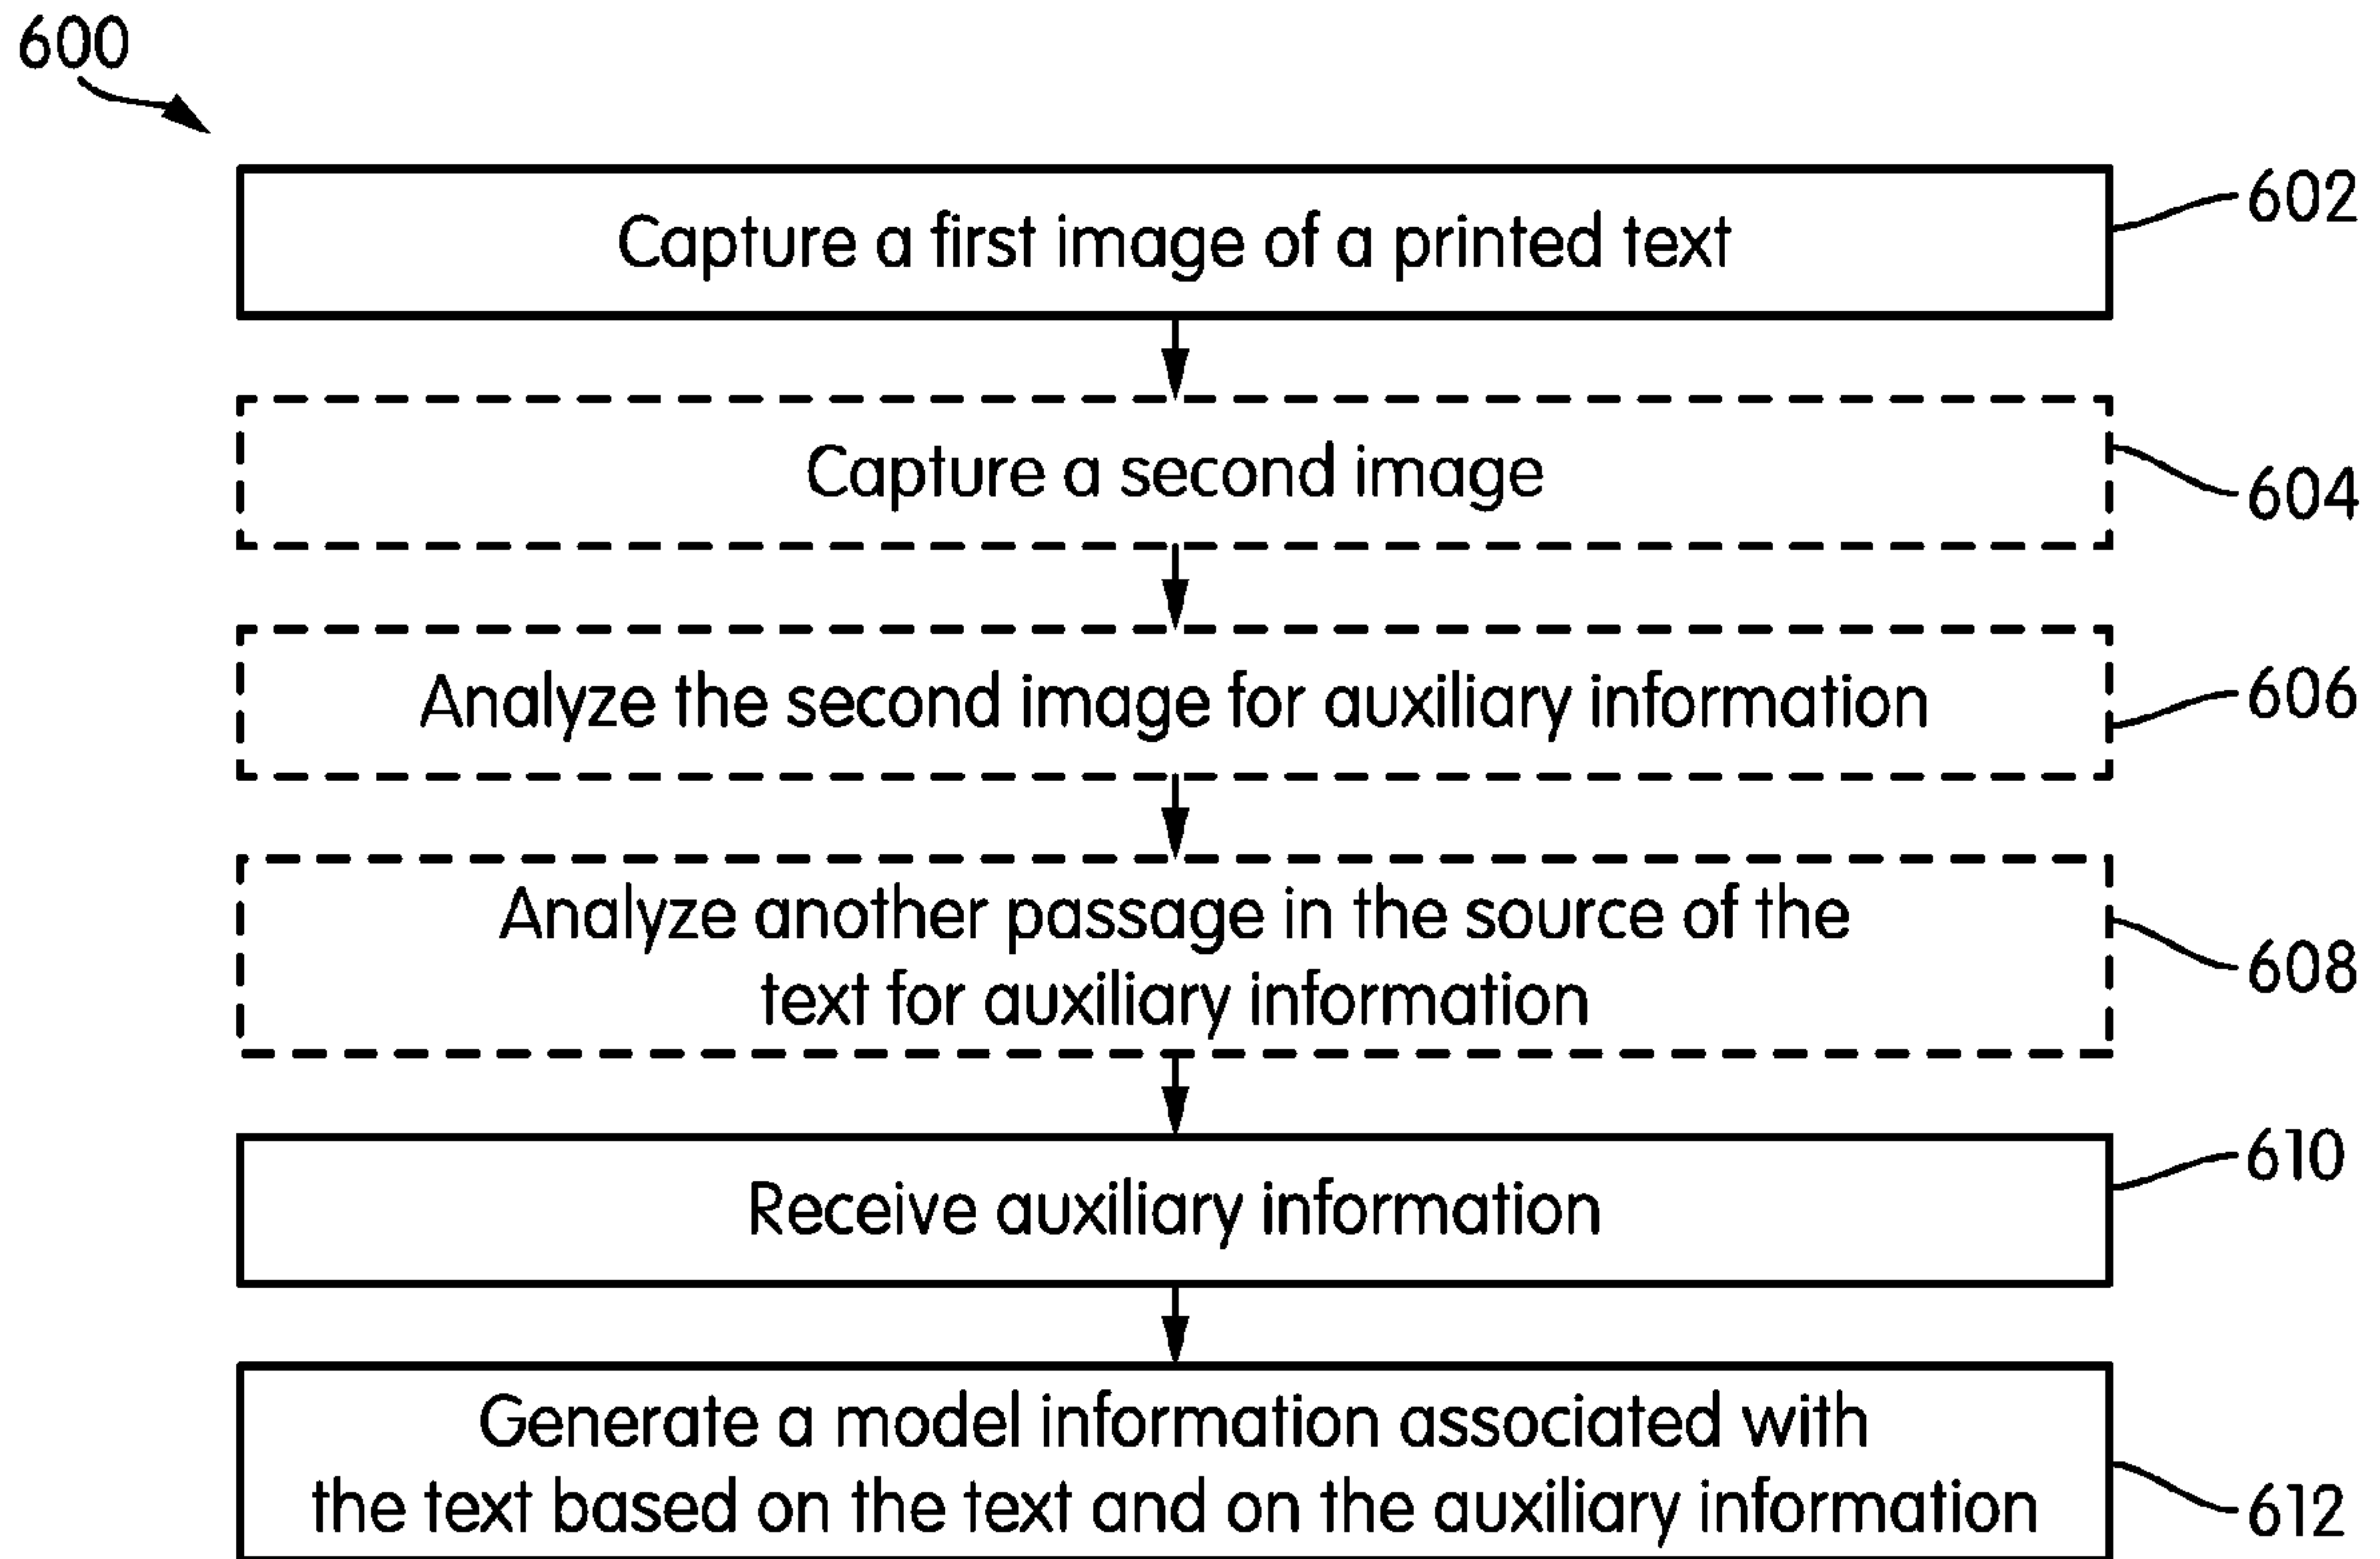 600
Capture a first image of a printed text
602
Capture a second image
604
Analyze the second image for auxiliary information
606
Analyze another passage in the source of the
text for auxiliary information
608
Receive auxiliary information
610
Generate a model information associated with
the text based on the text and on the auxiliary information
612